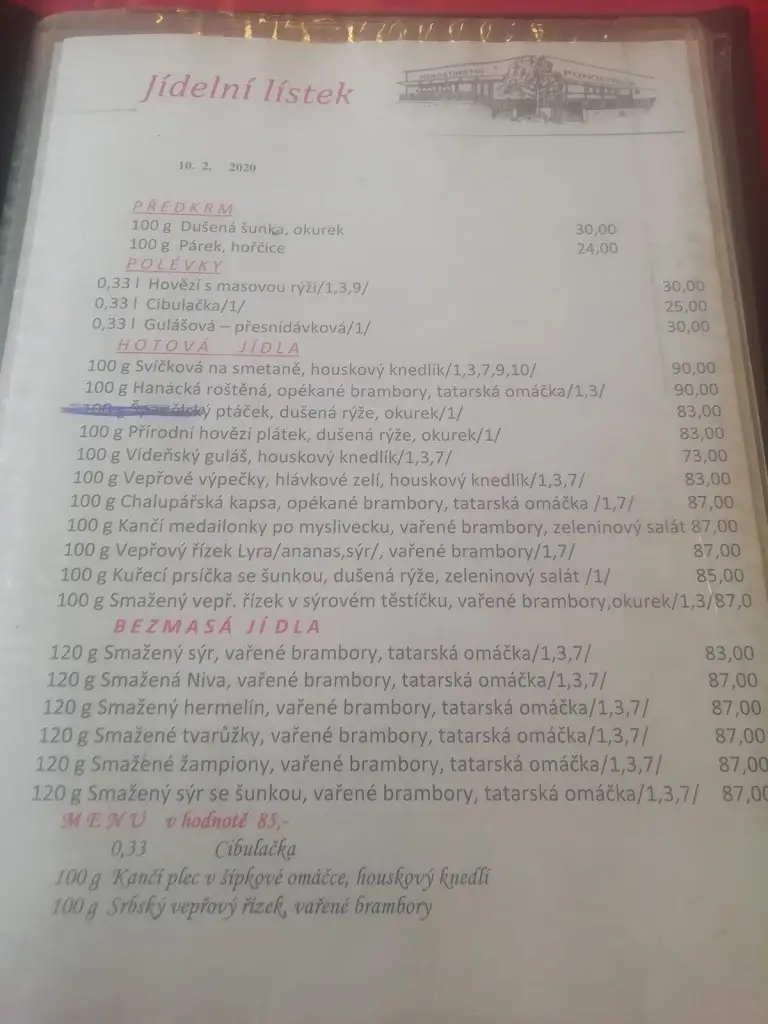 Jídelní lístek
10. 2. 2020
PŘEDKRM
100 g Dušená šunka, okurek 30,00
100 g Párek, hořčice 24,00
POLÉVKY
0,33 l Hovězí s masovou rýží/1,3,9/ 30,00
0,33 l Cibulačka/1/ 25,00
0,33 l Gulášová – přesnídávková/1/ 30,00
HOTOVÁ JÍDLA
100 g Svíčková na smetaně, houskový knedlík/1,3,7,9,10/ 90,00
100 g Hanácká roštěná, opékané brambory, tatarská omáčka/1,3/ 90,00
ptáček, dušená rýže, okurek/1/ 83,00
100 g Přírodní hovězí plátek, dušená rýže, okurek/1/ 83,00
100 g Vídeňský guláš, houskový knedlík/1,3,7/ 73,00
100 g Vepřové výpečky, hlávkové zelí, houskový knedlík/1,3,7/ 83,00
100 g Chalupářská kapsa, opékané brambory, tatarská omáčka /1,7/ 87,00
100 g Kančí medailonky po myslivecku, vařené brambory, zeleninový salát 87,00
100 g Vepřový řízek Lyra/ananas,sýr/, vařené brambory/1,7/ 87,00
100 g Kuřecí prsíčka se šunkou, dušená rýže, zeleninový salát /1/ 85,00
100 g Smažený vepř. řízek v sýrovém těstíčku, vařené brambory,okurek/1,3/87,0
BEZMASÁ JÍDLA
120 g Smažený sýr, vařené brambory, tatarská omáčka/1,3,7/ 83,00
120 g Smažená Niva, vařené brambory, tatarská omáčka/1,3,7/ 87,00
120 g Smažený hermelín, vařené brambory, tatarská omáčka/1,3,7/ 87,00
120 g Smažené tvarůžky, vařené brambory, tatarská omáčka/1,3,7/ 87,00
120 g Smažené žampiony, vařené brambory, tatarská omáčka/1,3,7/ 87,00
120 g Smažený sýr se šunkou, vařené brambory, tatarská omáčka/1,3,7/ 87,00
MENU v hodnotě 85,-
0,33 Cibulačka
100 g Kančí plec v šípkové omáčce, houskový knedlí
100 g Srbský vepřový řízek, vařené brambory